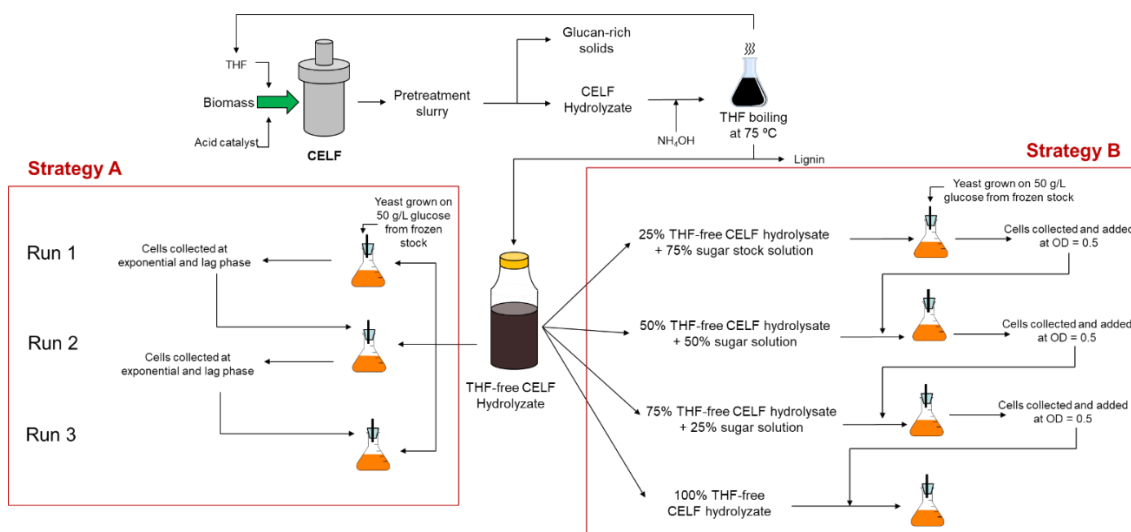 THF
Biomass
Acid catalyst
CELF
Pretreatment
slurry
Glucan-rich
solids
CELF
Hydrolyzate
NH4OH
THF boiling
at 75 ºC
Lignin
Strategy A
Run 1
Cells collected at
exponential and lag phase
Yeast grown on
50 g/L glucose
from frozen
stock
Run 2
Cells collected at
exponential and lag phase
Run 3
THF-free CELF
Hydrolyzate
Strategy B
25% THF-free CELF hydrolysate
+ 75% sugar stock solution
Yeast grown on 50 g/L
glucose from frozen stock
Cells collected and added
at OD = 0.5
50% THF-free CELF hydrolysate
+ 50% sugar solution
Cells collected and added
at OD = 0.5
75% THF-free CELF hydrolysate
+ 25% sugar solution
Cells collected and added
at OD = 0.5
100% THF-free
CELF hydrolyzate